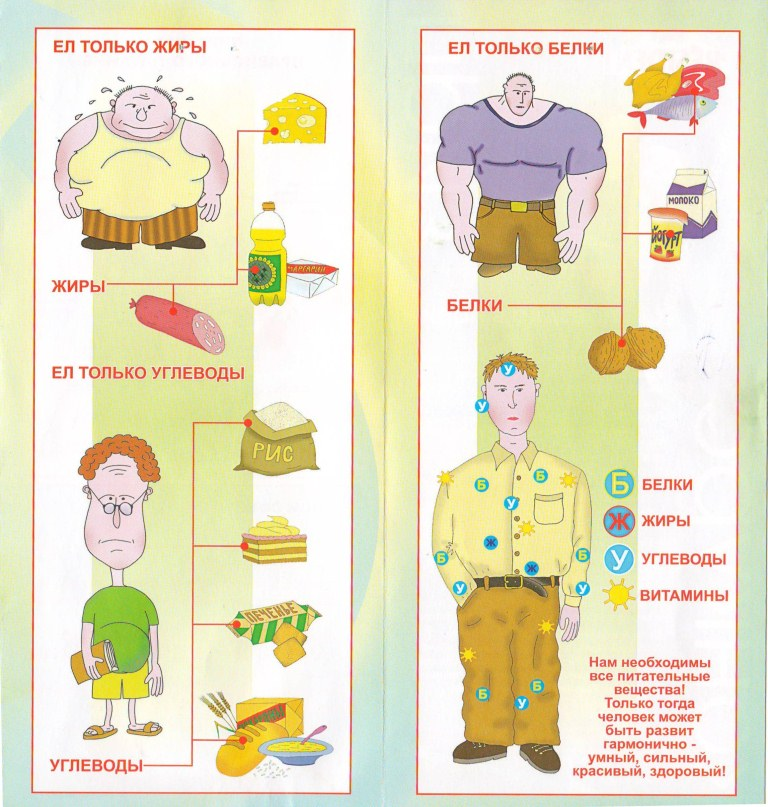 ЕЛ ТОЛЬКО ЖИРЫ
МАРГАРИН
ЖИРЫ
ЕЛ ТОЛЬКО УГЛЕВОДЫ
РИС
ПЕЧЕНЬЕ
УГЛЕВОДЫ
ЕЛ ТОЛЬКО БЕЛКИ
МОЛОКО
ЙОГУРТ
БЕЛКИ
У
У
Б Б
У
Ж
Б Ж Б
У У
Б Б
У
Б БЕЛКИ
Ж ЖИРЫ
У УГЛЕВОДЫ
ВИТАМИНЫ
Нам необходимы
все питательные
вещества!
Только тогда
человек может
быть развит
гармонично -
умный, сильный,
красивый, здоровый!